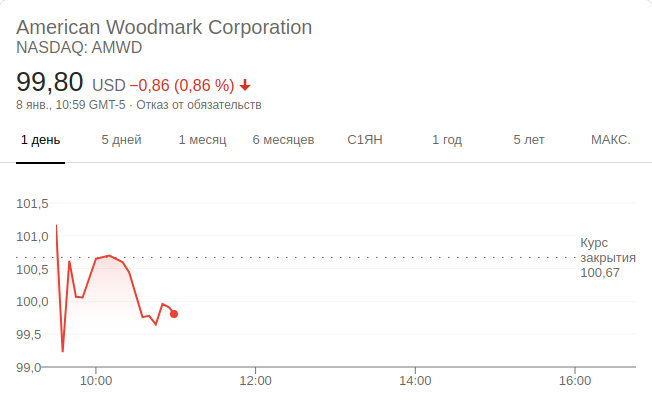 American Woodmark Corporation
NASDAQ: AMWD
99,80 USD −0,86 (0,86 %)
8 янв., 10:59 GMT-5 · Отказ от обязательств
1 день 5 дней 1 месяц 6 месяцев С1ЯН 1 год 5 лет МАКС.
101,5
101,0
100,5
100,0
99,5
99,0
Курс
закрытия
100,67
10:00 12:00 14:00 16:00